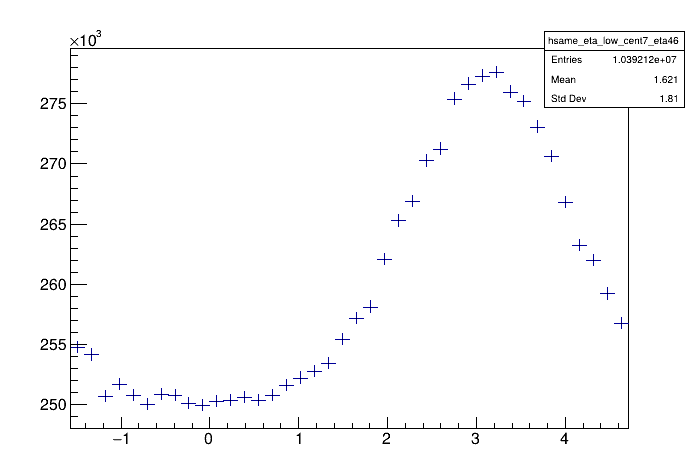 ×10³
hsame_eta_low_cent7_eta46
Entries 1.039212e+07
Mean 1.621
Std Dev 1.81
275
270
265
260
255
250
−1 0 1 2 3 4